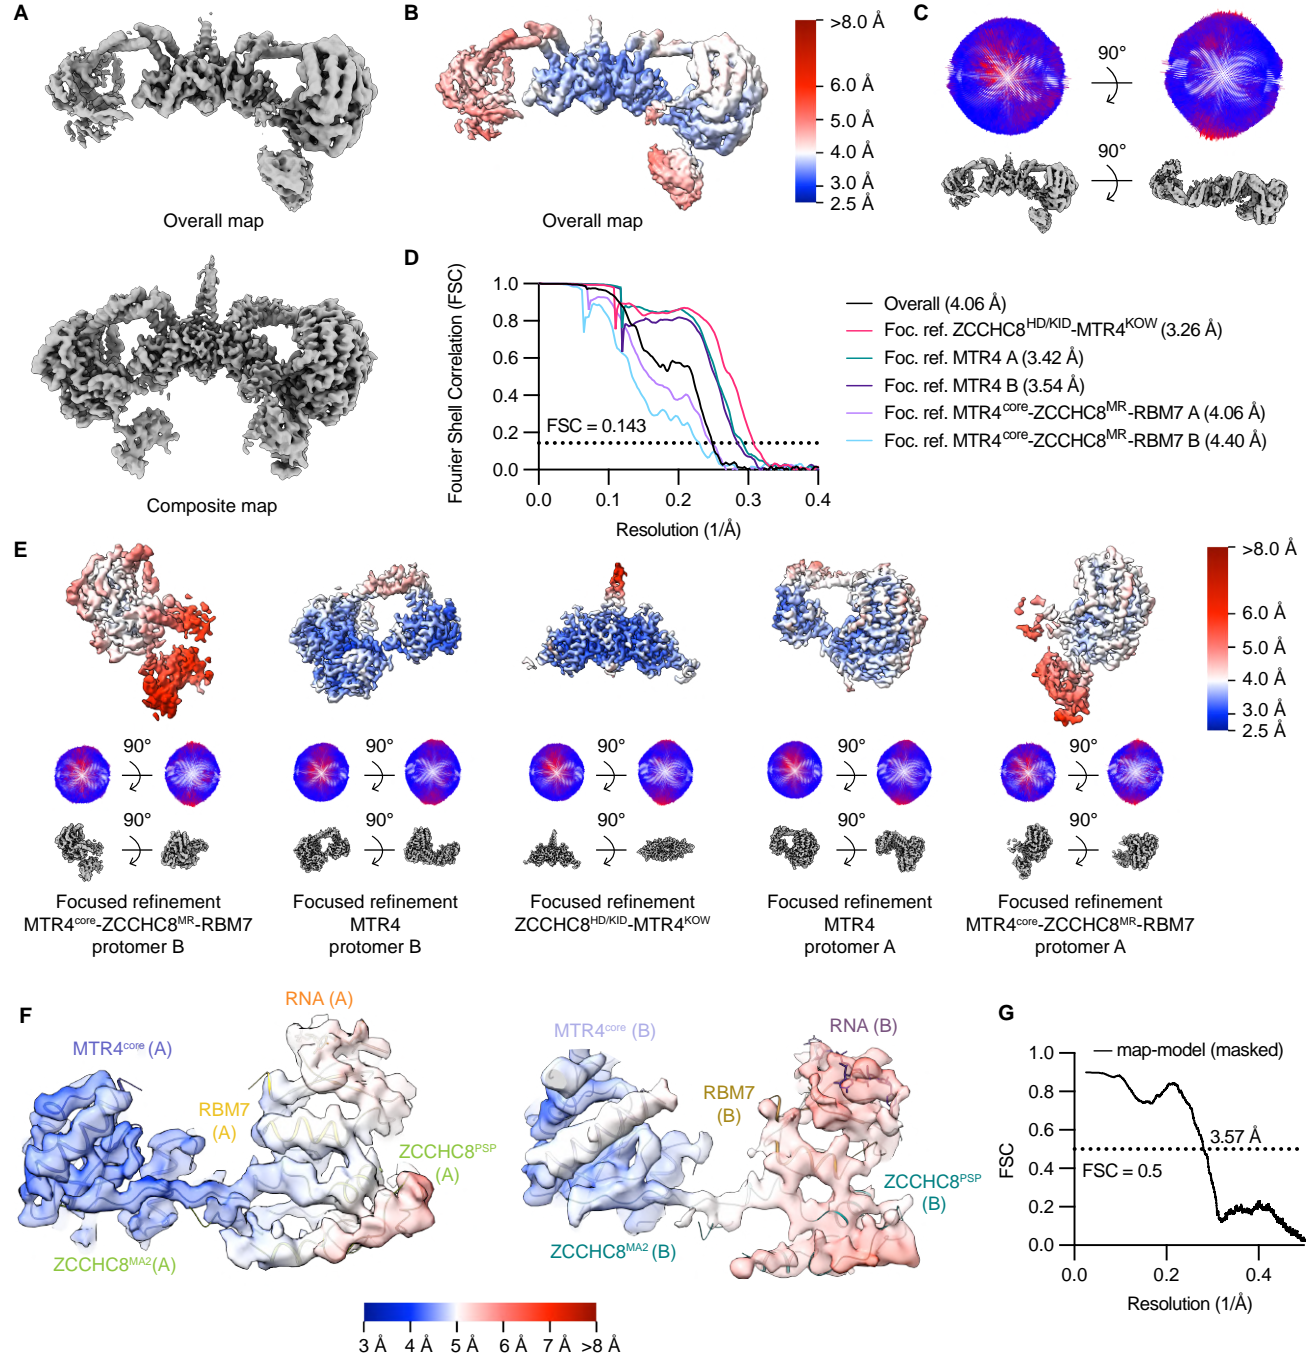 A
Overall map
Composite map
B
Overall map
>8.0 Å
6.0 Å
5.0 Å
4.0 Å
3.0 Å
2.5 Å
C
90°
90°
D
Fourier Shell Correlation (FSC)
1.0
0.8
0.6
0.4
0.2
0.0
FSC = 0.143
0.0 0.1 0.2 0.3 0.4
Resolution (1/Å)
Overall (4.06 Å)
Foc. ref. ZCCHC8HD/KID-MTR4KOW (3.26 Å)
Foc. ref. MTR4 A (3.42 Å)
Foc. ref. MTR4 B (3.54 Å)
Foc. ref. MTR4core-ZCCHC8MR-RBM7 A (4.06 Å)
Foc. ref. MTR4core-ZCCHC8MR-RBM7 B (4.40 Å)
E
>8.0 Å
6.0 Å
5.0 Å
4.0 Å
3.0 Å
2.5 Å
90° 90° 90° 90° 90°
90° 90° 90° 90° 90°
Focused refinement
MTR4core-ZCCHC8MR-RBM7
protomer B
Focused refinement
MTR4
protomer B
Focused refinement
ZCCHC8HD/KID-MTR4KOW
Focused refinement
MTR4
protomer A
Focused refinement
MTR4core-ZCCHC8MR-RBM7
protomer A
F
RNA (A)
MTR4core (A)
RBM7
(A)
ZCCHC8PSP
(A)
ZCCHC8MA2 (A)
MTR4core (B)
RNA (B)
RBM7
(B)
ZCCHC8PSP
(B)
ZCCHC8MA2 (B)
3 Å 4 Å 5 Å 6 Å 7 Å >8 Å
G
map-model (masked)
FSC
1.0
0.8
0.6
0.4
0.2
0.0
3.57 Å
FSC = 0.5
0.0 0.2 0.4
Resolution (1/Å)